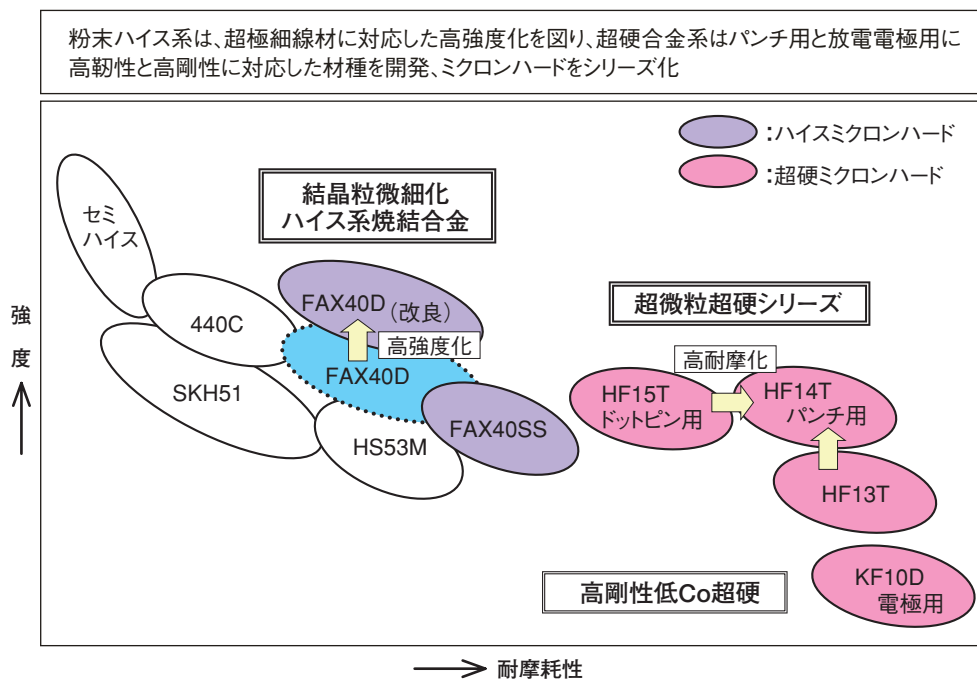 粉末ハイス系は、超極細線材に対応した高強度化を図り、超硬合金系はパンチ用と放電電極用に
高靭性と高剛性に対応した材種を開発、ミクロンハードをシリーズ化
:ハイスミクロンハード
:超硬ミクロンハード
結晶粒微細化
ハイス系焼結合金
セミ
ハイス
440C
SKH51
FAX40D(改良)
高強度化
FAX40D
HS53M
FAX40SS
超微粒超硬シリーズ
高耐摩化
HF15T
ドットピン用
HF14T
パンチ用
HF13T
高剛性低Co超硬
KF10D
電極用
強
度
耐摩耗性